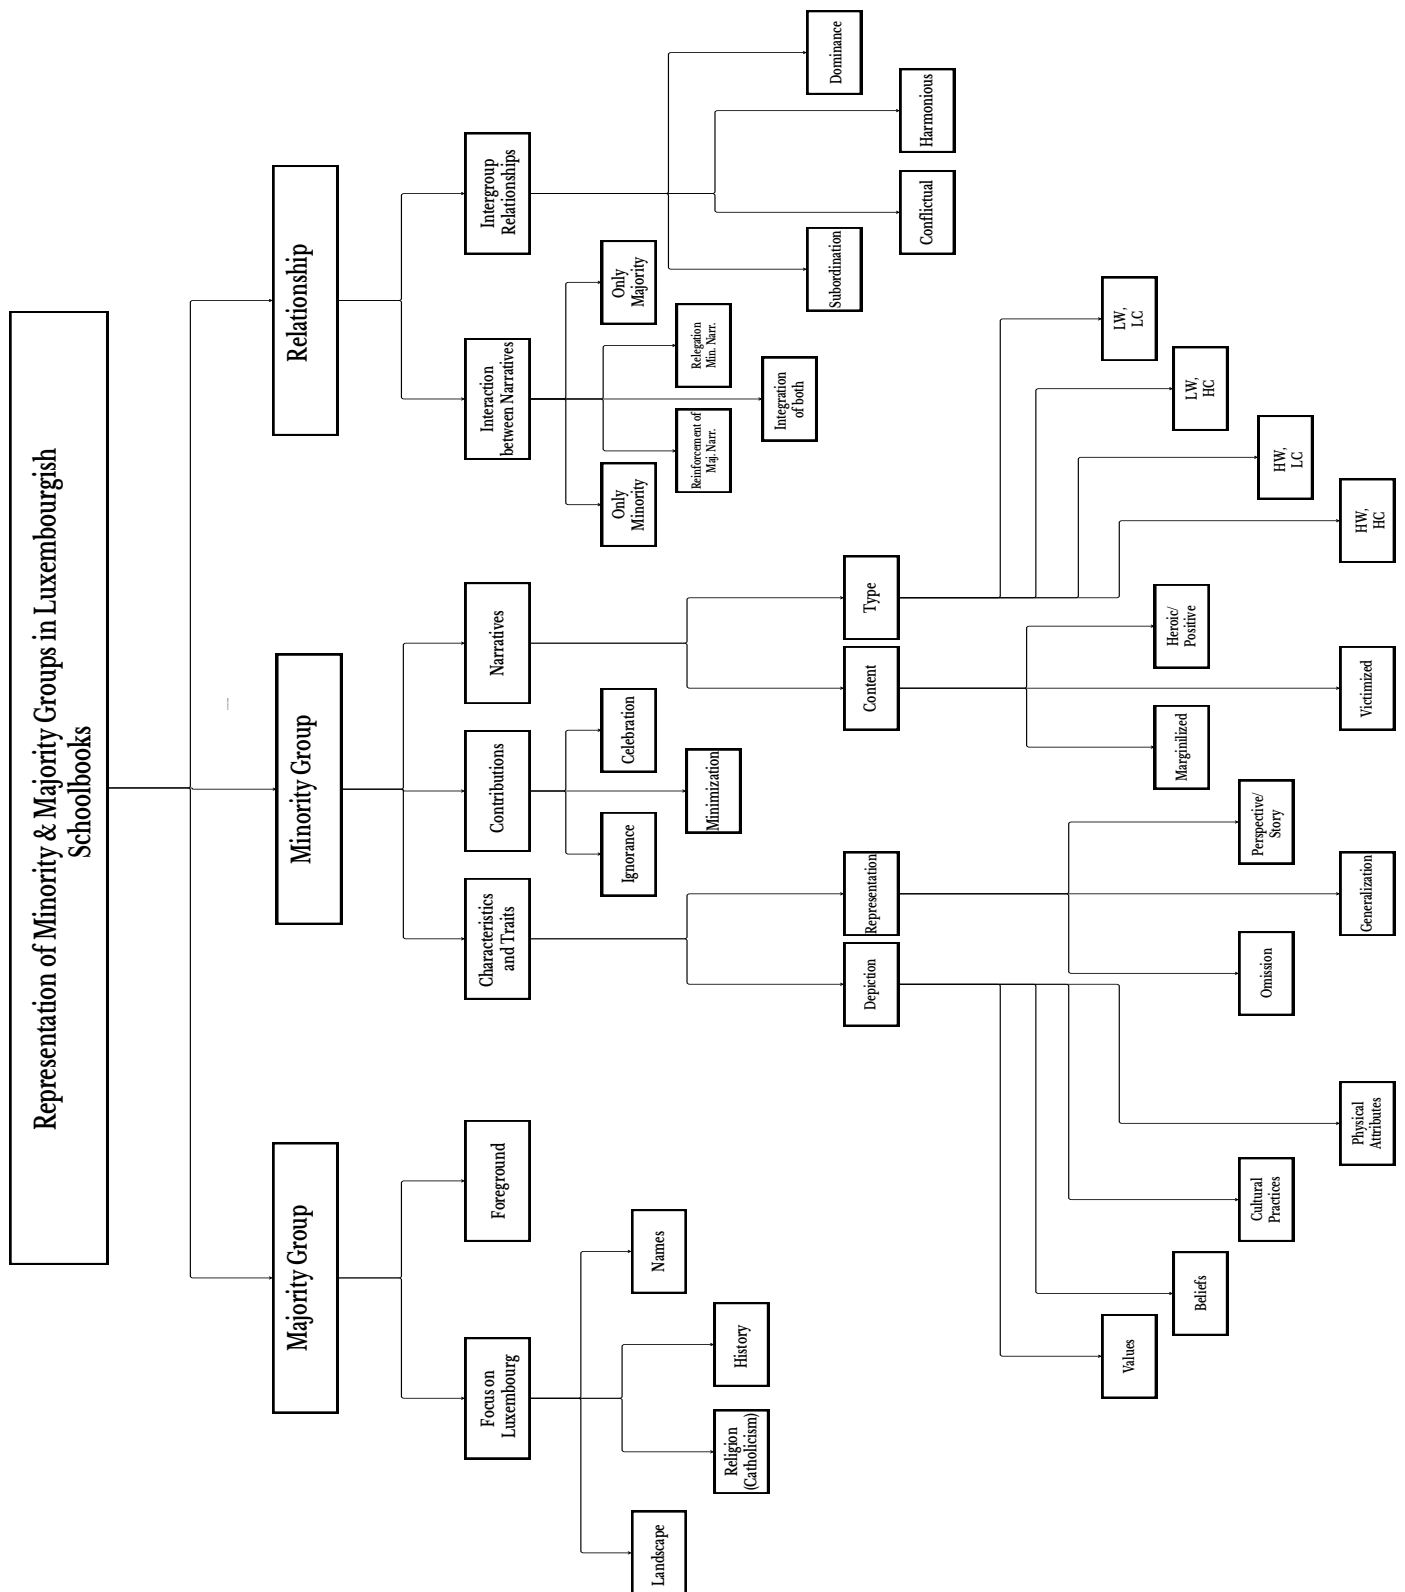 Representation of Minority & Majority Groups in Luxembourgish
Schoolbooks
Majority Group
Minority Group
Relationship
Focus on
Luxembourg
Foreground
Characteristics
and Traits
Contributions
Narratives
Interaction
between Narratives
Intergroup
Relationships
Landscape
Religion
(Catholicism)
History
Names
Ignorance
Minimization
Celebration
Only
Minority
Reinforcement of
Maj. Narr.
Integration
of both
Relegation
Min. Narr.
Only
Majority
Subordination
Conflictual
Harmonious
Dominance
Depiction
Representation
Content
Type
Values
Beliefs
Cultural
Practices
Physical
Attributes
Omission
Generalization
Perspective/
Story
Marginilized
Victimized
Heroic/
Positive
HW,
HC
HW,
LC
LW,
HC
LW,
LC